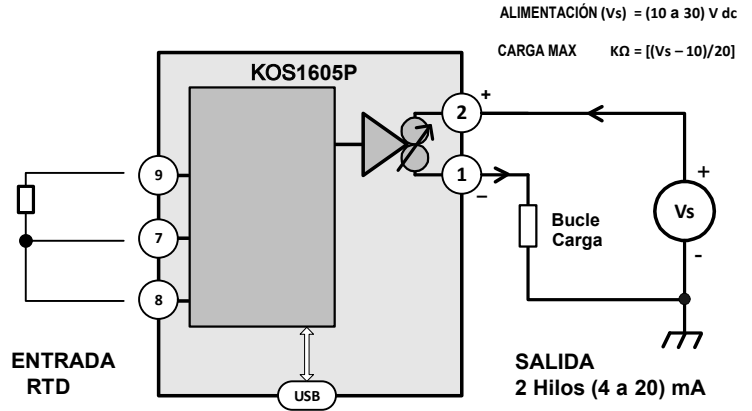 ALIMENTACIÓN (Vs) = (10 a 30) V dc
CARGA MAX KΩ = [(Vs – 10)/20]
KOS1605P
2
+
9
1
–
+
Vs
-
Bucle
Carga
7
8
ENTRADA
RTD
USB
SALIDA
2 Hilos (4 a 20) mA